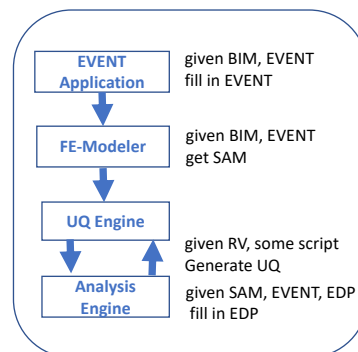 EVENT
Application
given BIM, EVENT
fill in EVENT
FE-Modeler
given BIM, EVENT
get SAM
UQ Engine
given RV, some script
Generate UQ
Analysis
Engine
given SAM, EVENT, EDP
fill in EDP